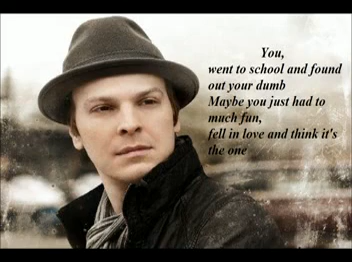 You,
went to school and found
out your dumb
Maybe you just had to
much fun,
fell in love and think it's
the one